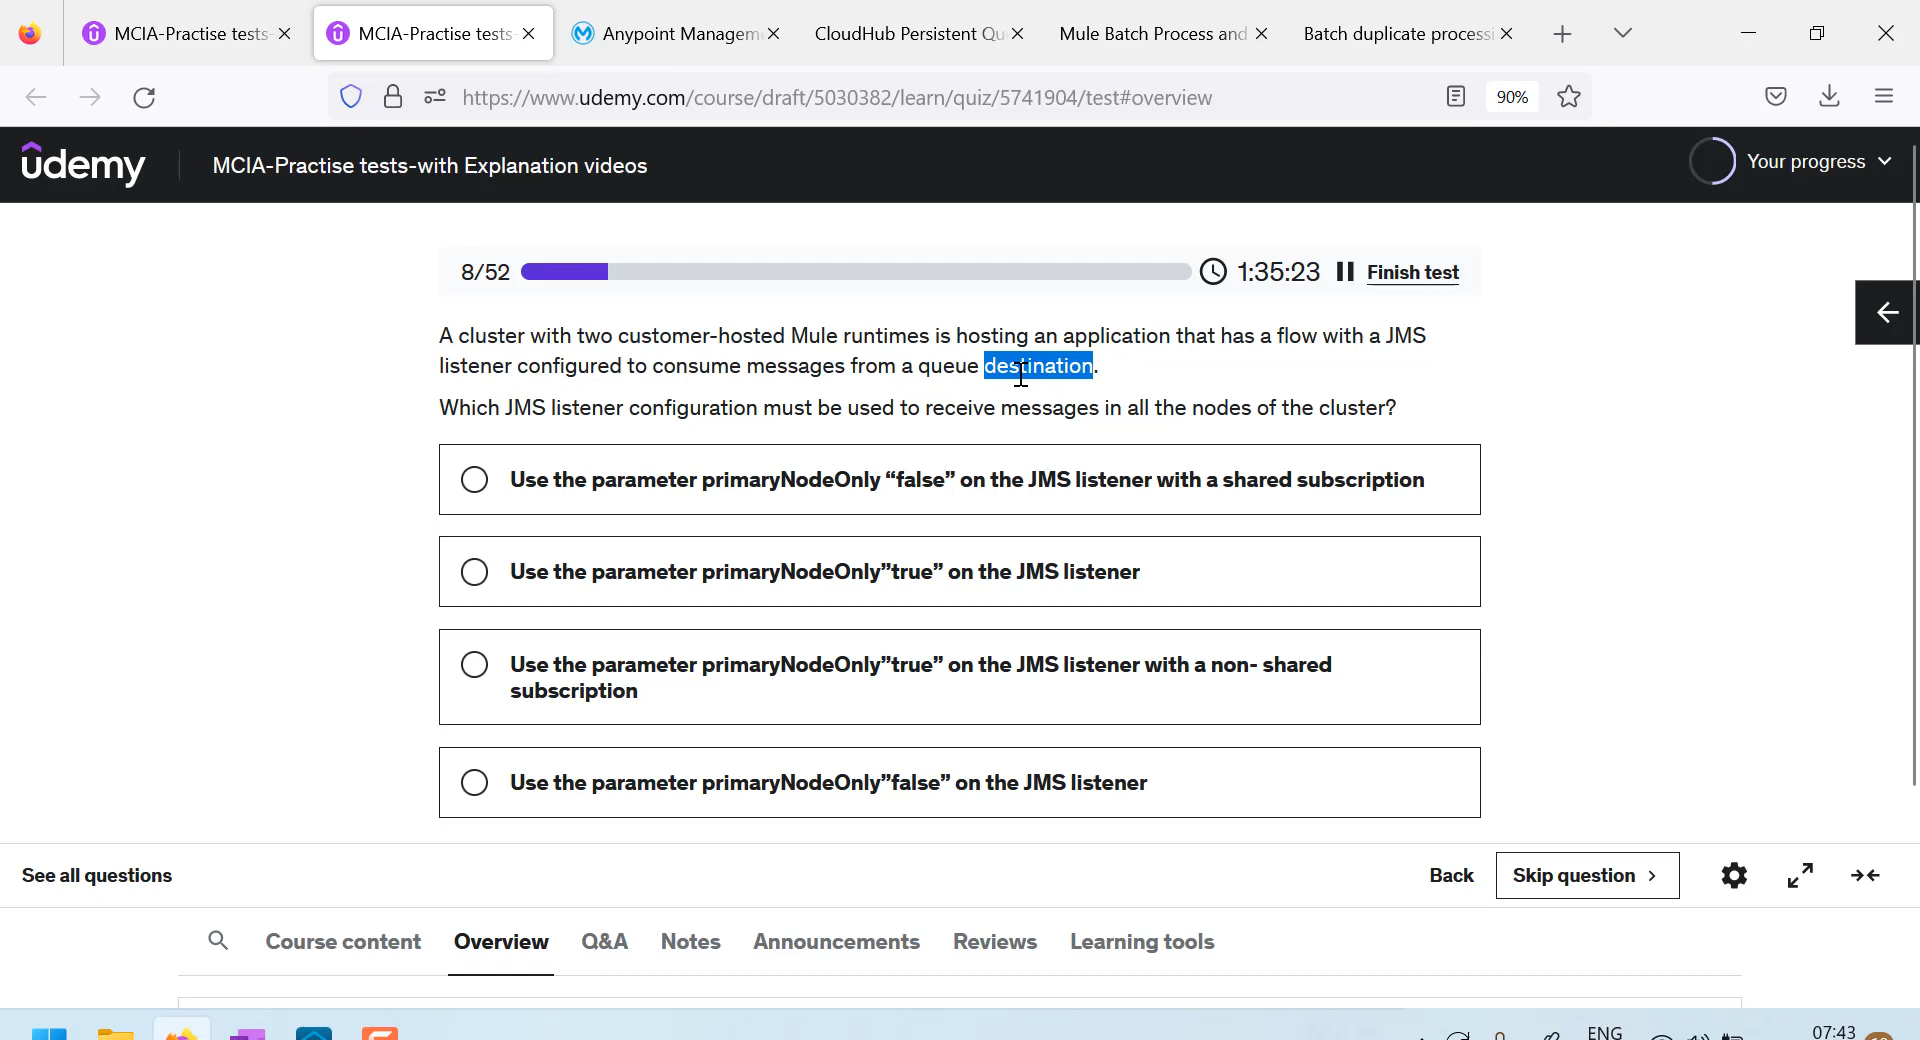 MCIA-Practise tests-
MCIA-Practise tests-
Anypoint Managem
CloudHub Persistent Qu
Mule Batch Process and
Batch duplicate processi
https://www.udemy.com/course/draft/5030382/learn/quiz/5741904/test#overview
90%
ûdemy
MCIA-Practise tests-with Explanation videos
Your progress
8/52
1:35:23
Finish test
A cluster with two customer-hosted Mule runtimes is hosting an application that has a flow with a JMS
listener configured to consume messages from a queue destination.
Which JMS listener configuration must be used to receive messages in all the nodes of the cluster?
Use the parameter primaryNodeOnly “false” on the JMS listener with a shared subscription
Use the parameter primaryNodeOnly”true” on the JMS listener
Use the parameter primaryNodeOnly”true” on the JMS listener with a non- shared
subscription
Use the parameter primaryNodeOnly”false” on the JMS listener
See all questions
Back
Skip question
Course content
Overview
Q&A
Notes
Announcements
Reviews
Learning tools
ENG
07:43